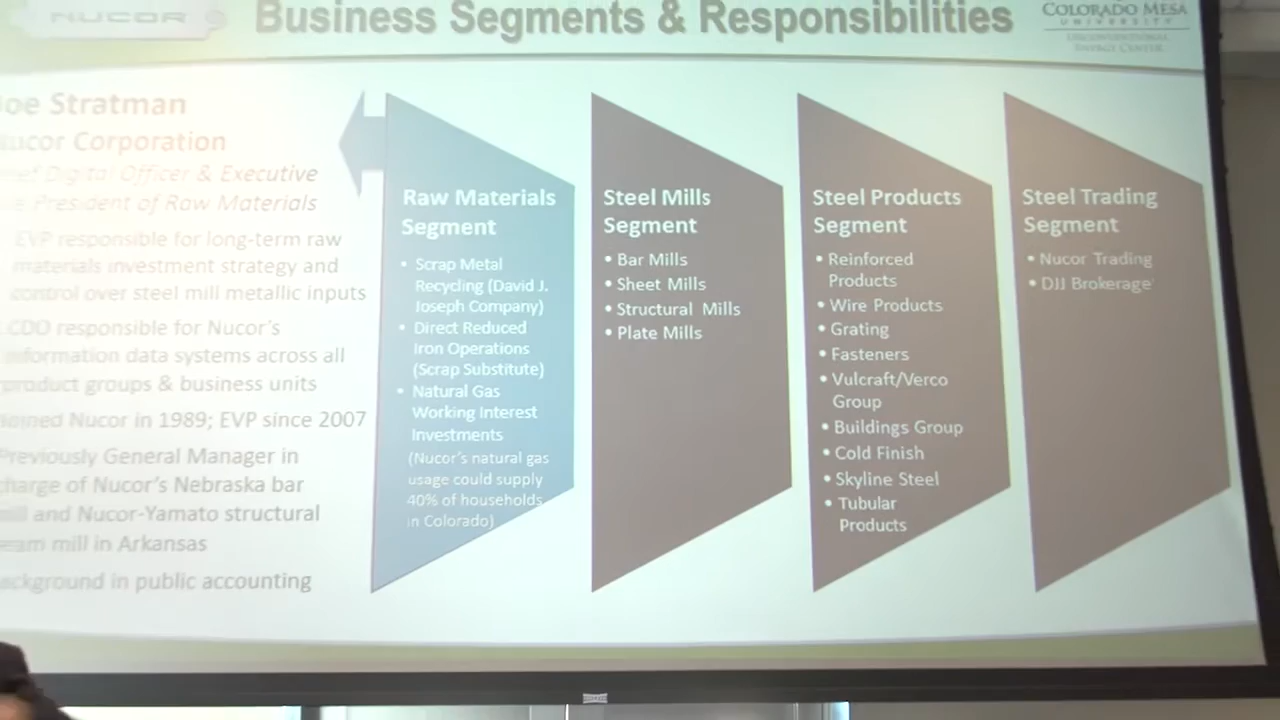 NUCOR
Business Segments & Responsibilities
COLORADO MESA
UNIVERSITY
UNCONVENTIONAL
ENERGY CENTER
Stratman
Corporation
Digital Officer & Executive
President of Raw Materials
EVP responsible for long-term raw
materials investment strategy and
control over steel mill metallic inputs
CDO responsible for Nucor's
information data systems across all
product groups & business units
Nucor in 1989; EVP since 2007
Previously General Manager in
charge of Nucor's Nebraska bar
and Nucor-Yamato structural
mill in Arkansas
in public accounting
Raw Materials
Segment
• Scrap Metal
Recycling (David J.
Joseph Company)
• Direct Reduced
Iron Operations
(Scrap Substitute)
• Natural Gas
Working Interest
Investments
(Nucor's natural gas
usage could supply
40% of households
in Colorado)
Steel Mills
Segment
• Bar Mills
• Sheet Mills
• Structural Mills
• Plate Mills
Steel Products
Segment
• Reinforced
Products
• Wire Products
• Grating
• Fasteners
• Vulcraft/Verco
Group
• Buildings Group
• Cold Finish
• Skyline Steel
• Tubular
Products
Steel Trading
Segment
• Nucor Trading
• DJJ Brokerage